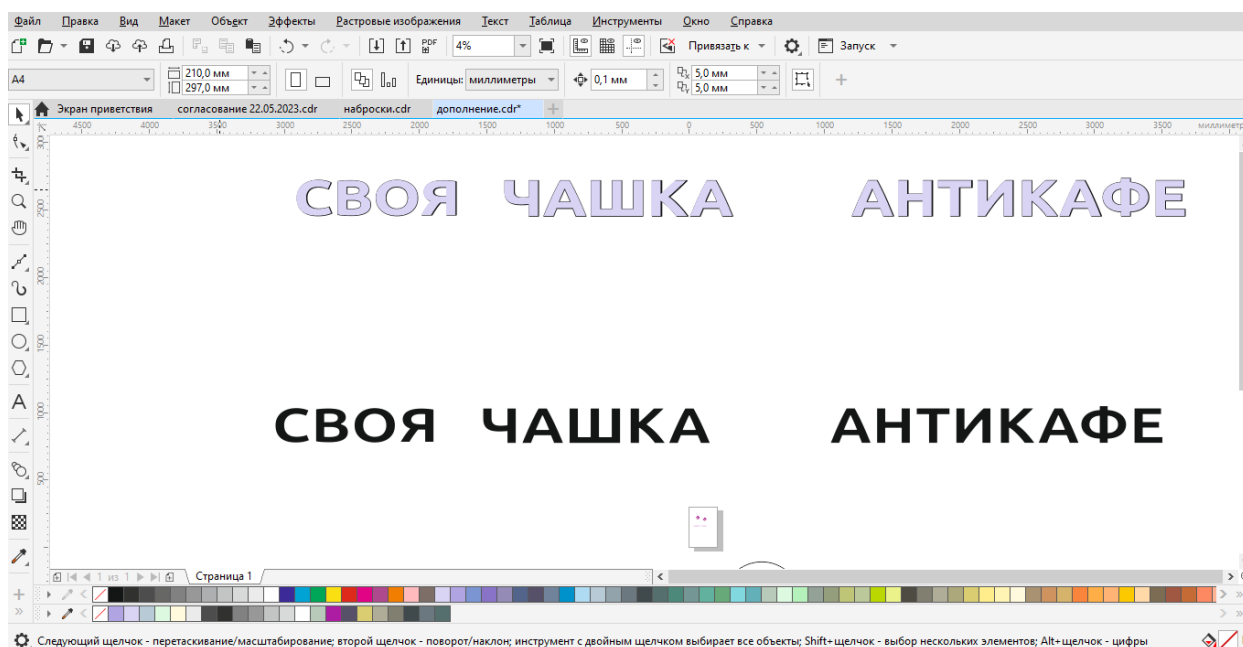 Файл Правка Вид Макет Объект Эффекты Растровые изображения Текст Таблица Инструменты Окно Справка
PDF 4% Привязать к Запуск
A4 210,0 мм 297,0 мм Единицы: миллиметры 0,1 мм 5,0 мм 5,0 мм
Экран приветствия согласование 22.05.2023.cdr наброски.cdr дополнение.cdr*
4500 4000 3500 3000 2500 2000 1500 1000 500 0 500 1000 1500 2000 2500 3000 3500 миллиметр
СВОЯ ЧАШКА АНТИКАФЕ
СВОЯ ЧАШКА АНТИКАФЕ
1 из 1 Страница 1
Следующий щелчок - перетаскивание/масштабирование; второй щелчок - поворот/наклон; инструмент с двойным щелчком выбирает все объекты; Shift+щелчок - выбор нескольких элементов; Alt+щелчок - цифры